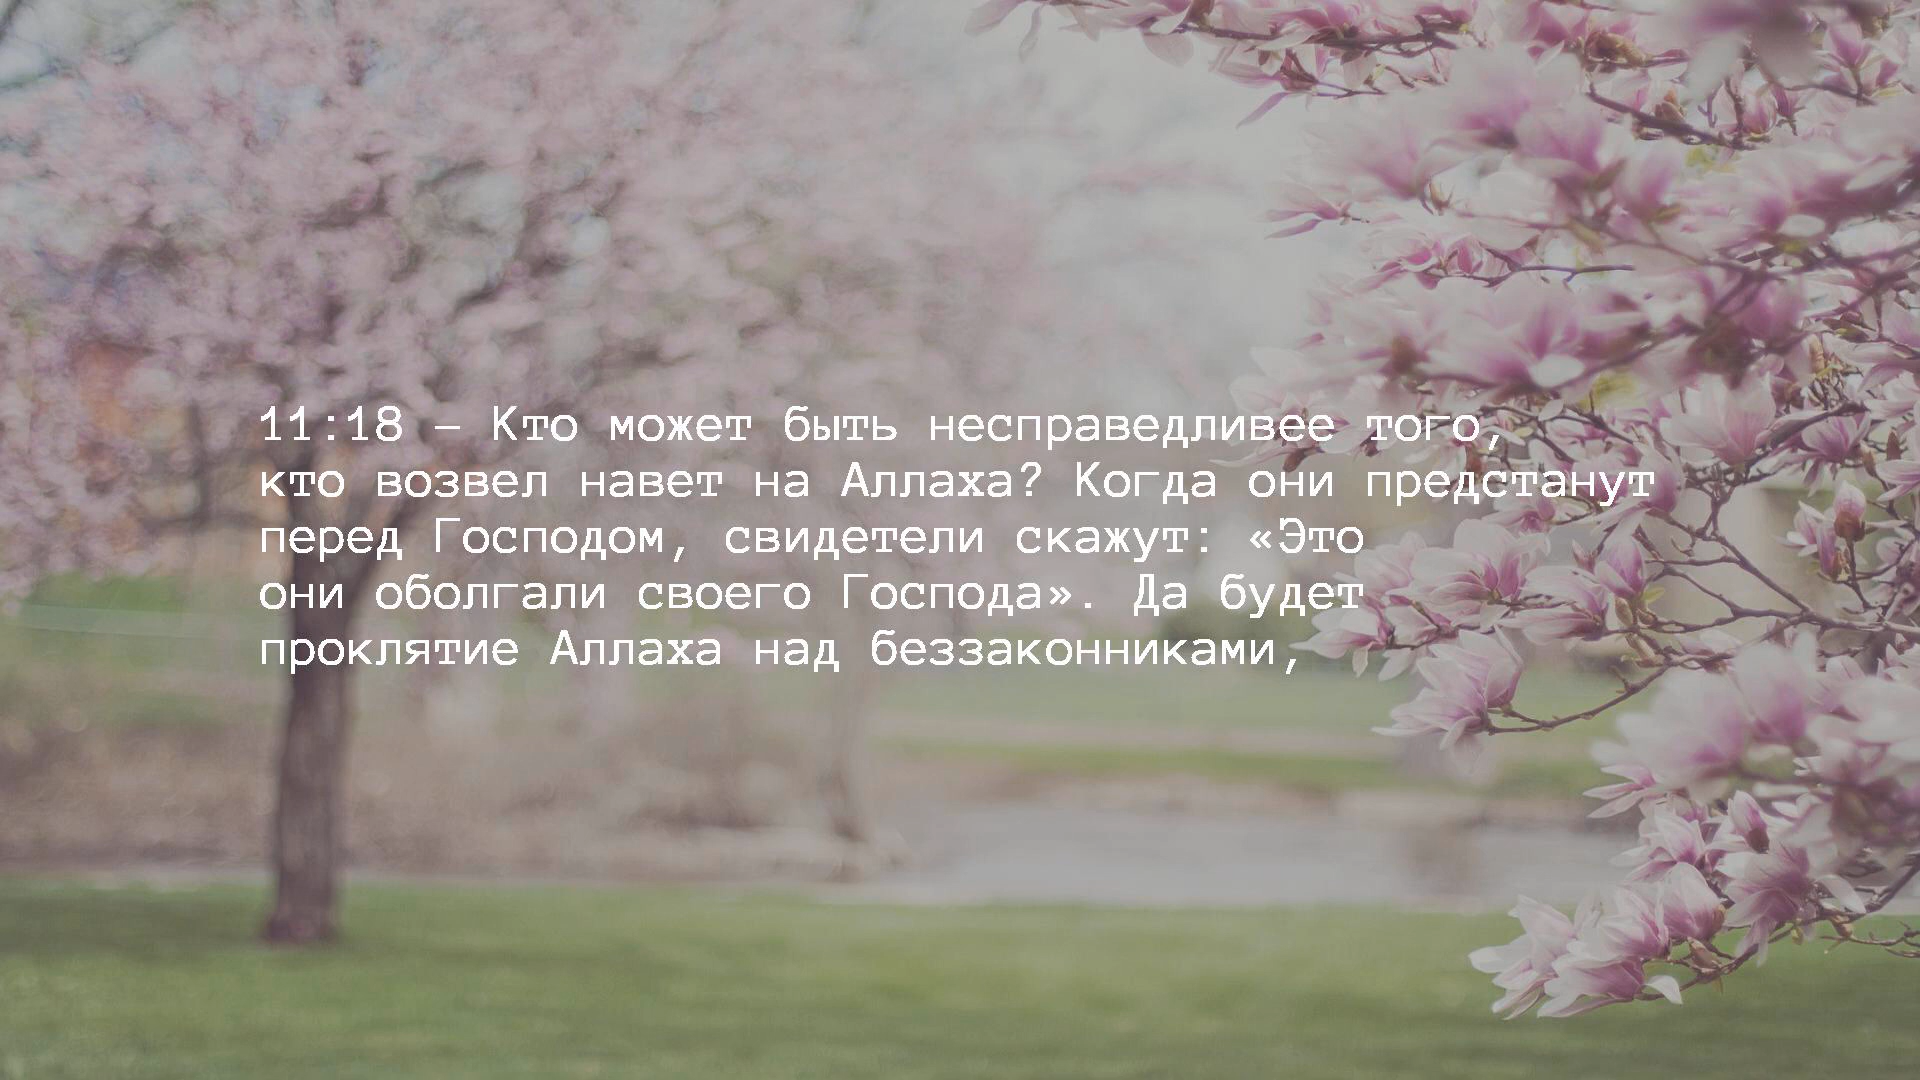 11:18 – Кто может быть несправедливее того,
кто возвел навет на Аллаха? Когда они предстанут
перед Господом, свидетели скажут: «Это
они оболгали своего Господа». Да будет
проклятие Аллаха над беззаконниками,